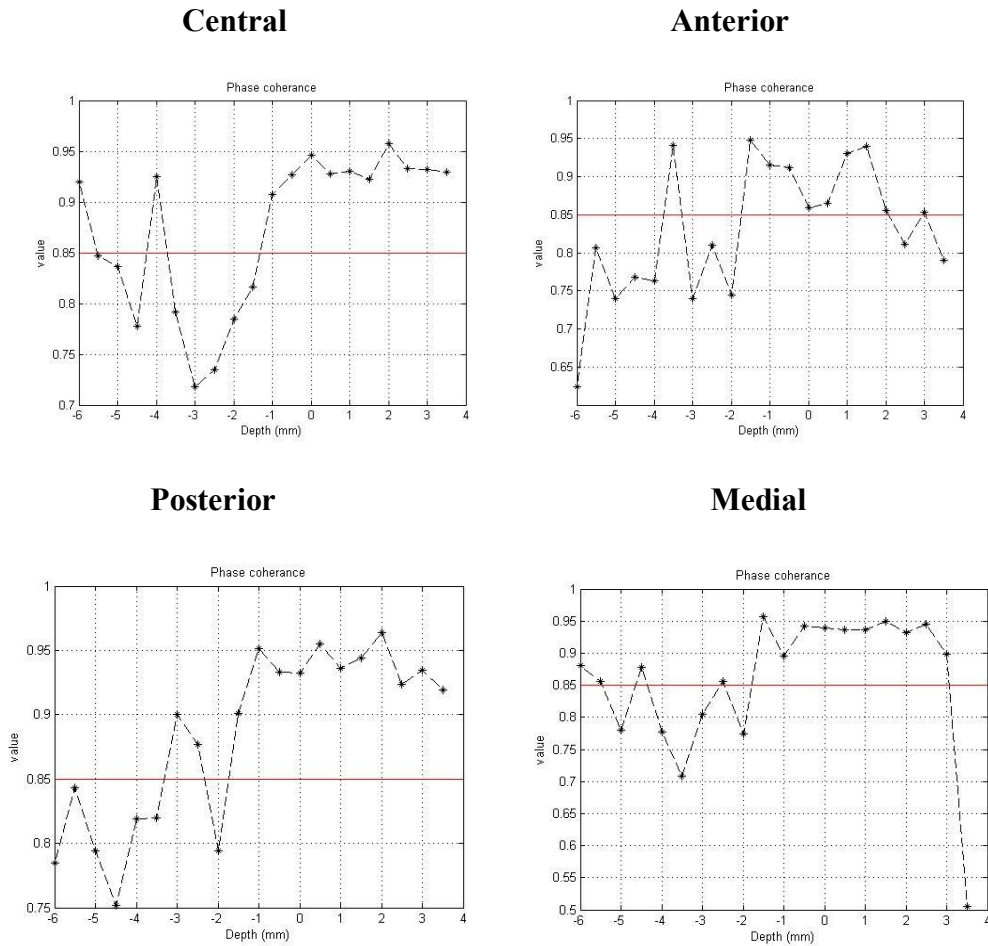 Central
Phase coherance
value
1
0.95
0.9
0.85
0.8
0.75
0.7
-6 -5 -4 -3 -2 -1 0 1 2 3 4
Depth (mm)
Anterior
Phase coherance
value
1
0.95
0.9
0.85
0.8
0.75
0.7
0.65
-6 -5 -4 -3 -2 -1 0 1 2 3 4
Depth (mm)
Posterior
Phase coherance
value
1
0.95
0.9
0.85
0.8
0.75
-6 -5 -4 -3 -2 -1 0 1 2 3 4
Depth (mm)
Medial
Phase coherance
value
1
0.95
0.9
0.85
0.8
0.75
0.7
0.65
0.6
0.55
0.5
-6 -5 -4 -3 -2 -1 0 1 2 3 4
Depth (mm)